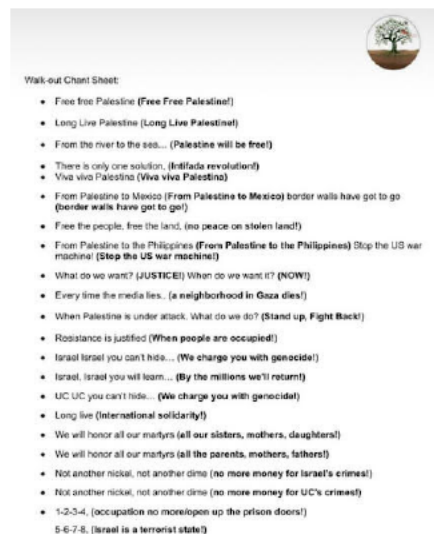 Walk-out Chant Sheet:
• Free free Palestine (Free Free Palestine!)
• Long Live Palestine (Long Live Palestine!)
• From the river to the sea... (Palestine will be free!)
• There is only one solution, (Intifada revolution!)
• Viva viva Palestina (Viva viva Palestina)
• From Palestine to Mexico (From Palestine to Mexico) border walls have got to go
(border walls have got to go!)
• Free the people, free the land, (no peace on stolen land!)
• From Palestine to the Philippines (From Palestine to the Philippines) Stop the US war
machine! (Stop the US war machine!)
• What do we want? (JUSTICE!) When do we want it? (NOW!)
• Every time the media lies., (a neighborhood in Gaza dies!)
• When Palestine is under attack. What do we do? (Stand up, Fight Back!)
• Resistance is justified (When people are occupied!)
• Israel Israel you can't hide... (We charge you with genocide!)
• Israel, Israel you will learn... (By the millions we'll return!)
• UC UC you can't hide... (We charge you with genocide!)
• Long live (International solidarity!)
• We will honor all our martyrs (all our sisters, mothers, daughters!)
• We will honor all our martyrs (all the parents, mothers, fathers!)
• Not another nickel, not another dime (no more money for Israel's crimes!)
• Not another nickel, not another dime (no more money for UC's crimes!)
• 1-2-3-4, (occupation no more/open up the prison doors!)
5-6-7-8, (Israel is a terrorist state!)